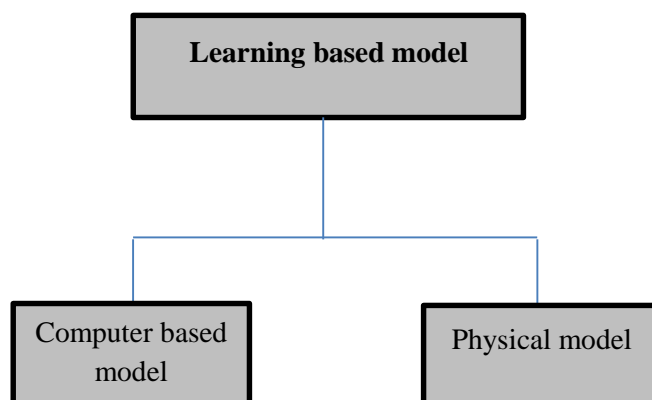 Learning based model
Computer based
model
Physical model